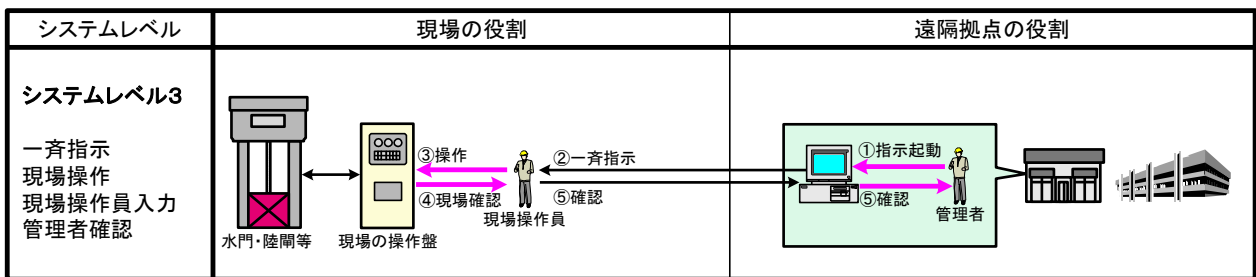 システムレベル
現場の役割
遠隔拠点の役割
システムレベル3
一斉指示
現場操作
現場操作員入力
管理者確認
水門・陸閘等
現場の操作盤
③操作
④現場確認
現場操作員
②一斉指示
⑤確認
①指示起動
⑤確認
管理者